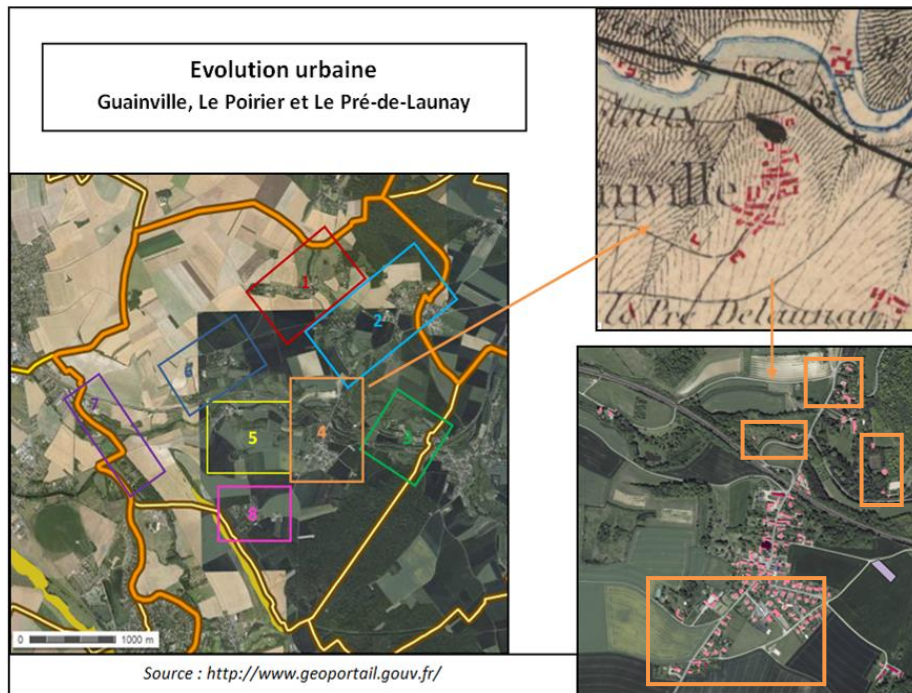 Evolution urbaine
Guainville, Le Poirier et Le Pré-de-Launay
1
2
6
7
5
4
3
8
0 1000 m
Source : http://www.geoportail.gouv.fr/
de
inville
Pré Delaunay